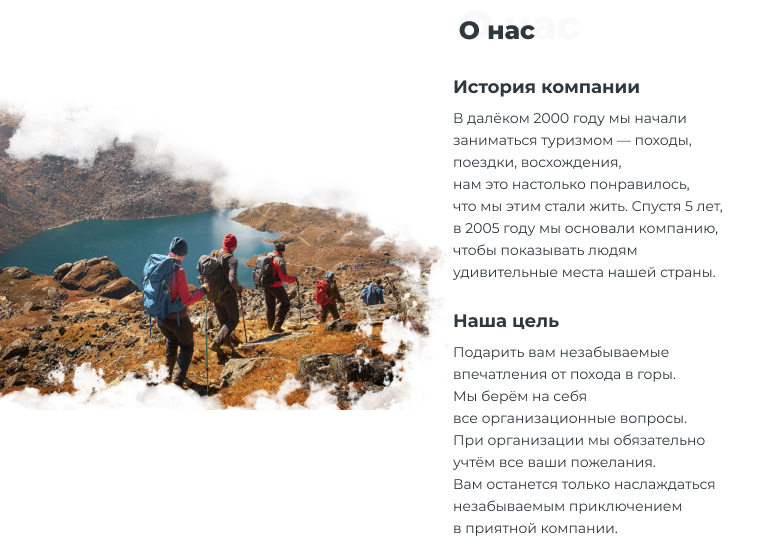 О нас
История компании
В далёком 2000 году мы начали
заниматься туризмом — походы,
поездки, восхождения,
нам это настолько понравилось,
что мы этим стали жить. Спустя 5 лет,
в 2005 году мы основали компанию,
чтобы показывать людям
удивительные места нашей страны.
Наша цель
Подарить вам незабываемые
впечатления от похода в горы.
Мы берём на себя
все организационные вопросы.
При организации мы обязательно
учтём все ваши пожелания.
Вам останется только наслаждаться
незабываемым приключением
в приятной компании.